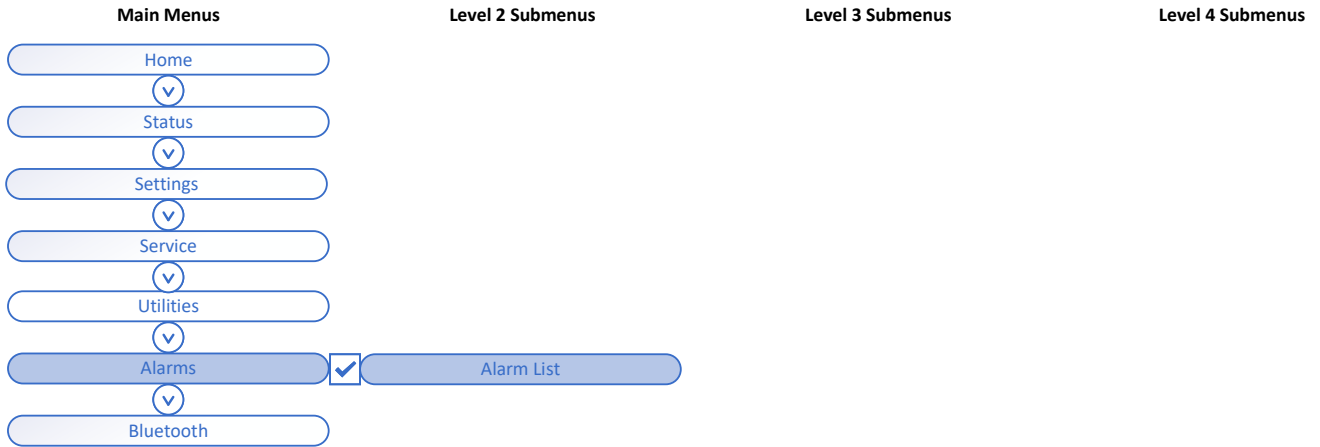 Main Menus Level 2 Submenus Level 3 Submenus Level 4 Submenus
Home
v
Status
v
Settings
v
Service
v
Utilities
v
Alarms Alarm List
v
Bluetooth